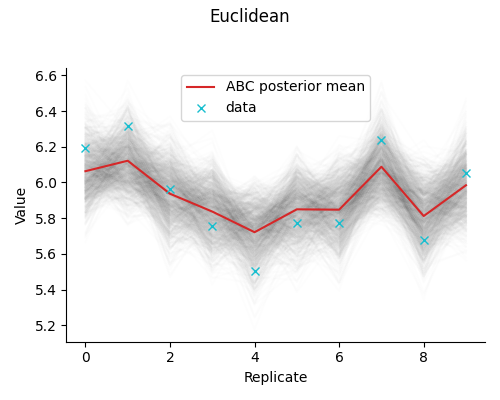 Euclidean
6.6
6.4
6.2
6.0
5.8
5.6
5.4
5.2
Value
ABC posterior mean
data
0 2 4 6 8
Replicate